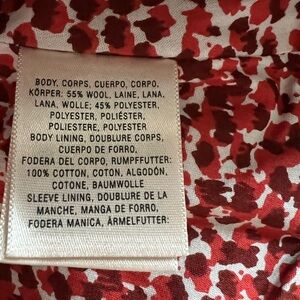 BODY, CORPS, CUERPO, CORPO,
KÖRPER: 55% WOOL, LAINE, LANA,
LANA, WOLLE; 45% POLYESTER,
POLYESTER, POLIÉSTER,
POLIESTERE, POLYESTER
BODY LINING, DOUBLURE CORPS,
CUERPO DE FORRO,
FODERA DEL CORPO, RUMPFFUTTER:
100% COTTON, COTON, ALGODÓN,
COTONE, BAUMWOLLE
SLEEVE LINING, DOUBLURE DE LA
MANCHE, MANGA DE FORRO,
FODERA MANICA, ÄRMELFUTTER: